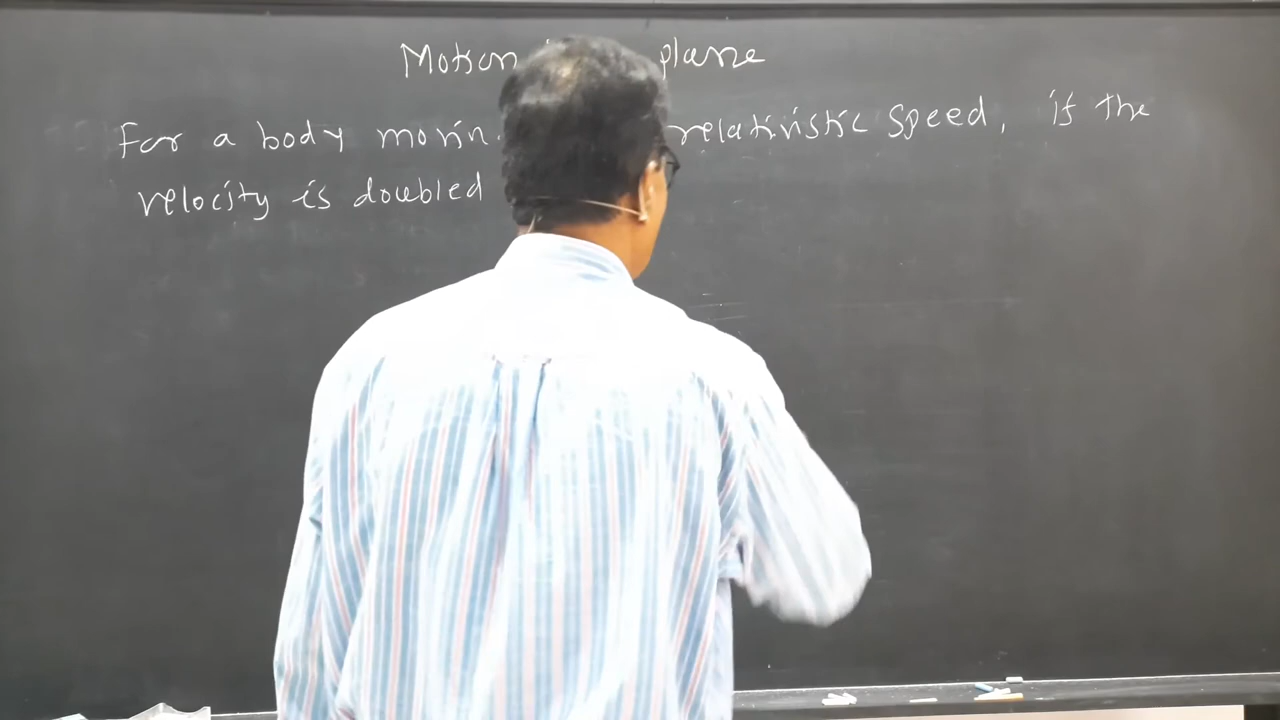 Motion plane
For a body movin relativistic speed, if the
velocity is doubled